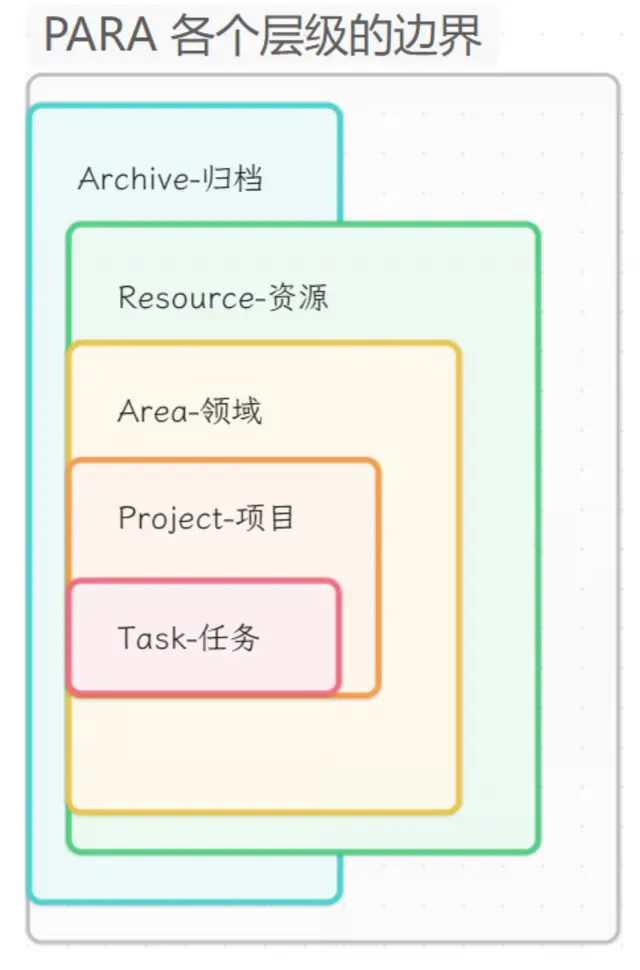 PARA 各个层级的边界
Archive-归档
Resource-资源
Area-领域
Project-项目
Task-任务